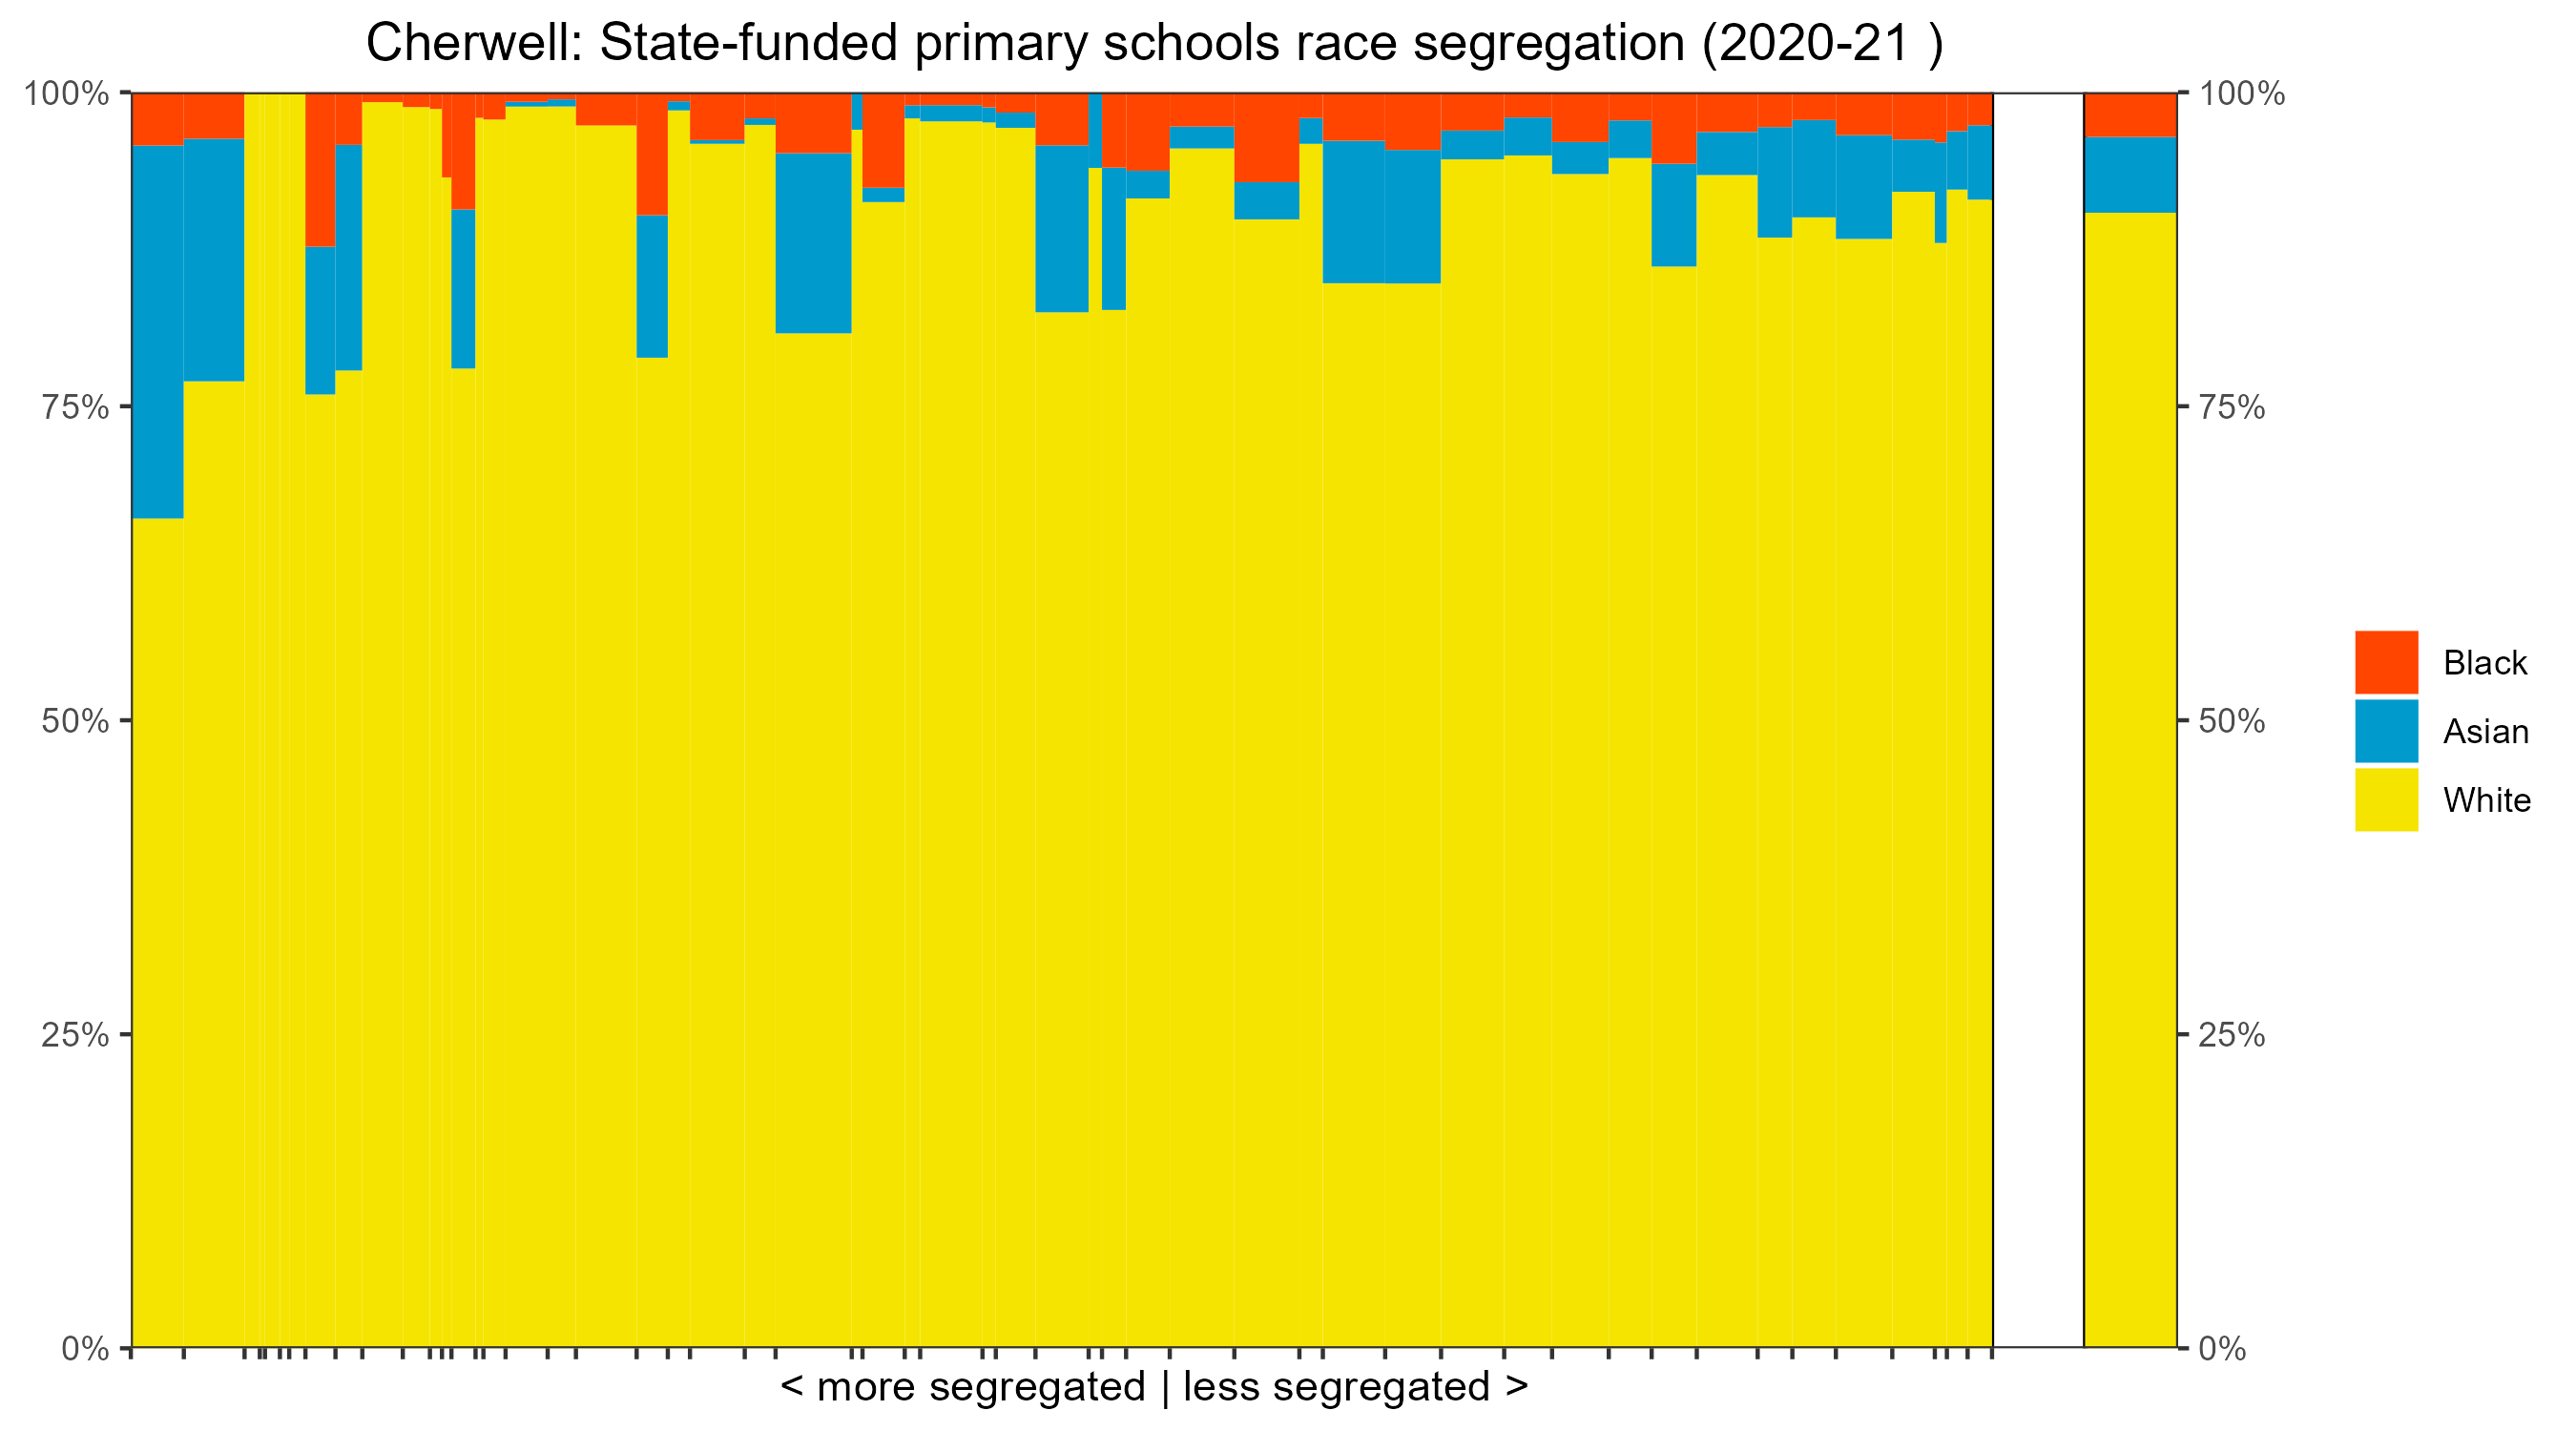 Cherwell: State-funded primary schools race segregation (2020-21 )
100%
100%
75%
75%
50%
50%
25%
25%
0%
0%
Black
Asian
White
< more segregated | less segregated >